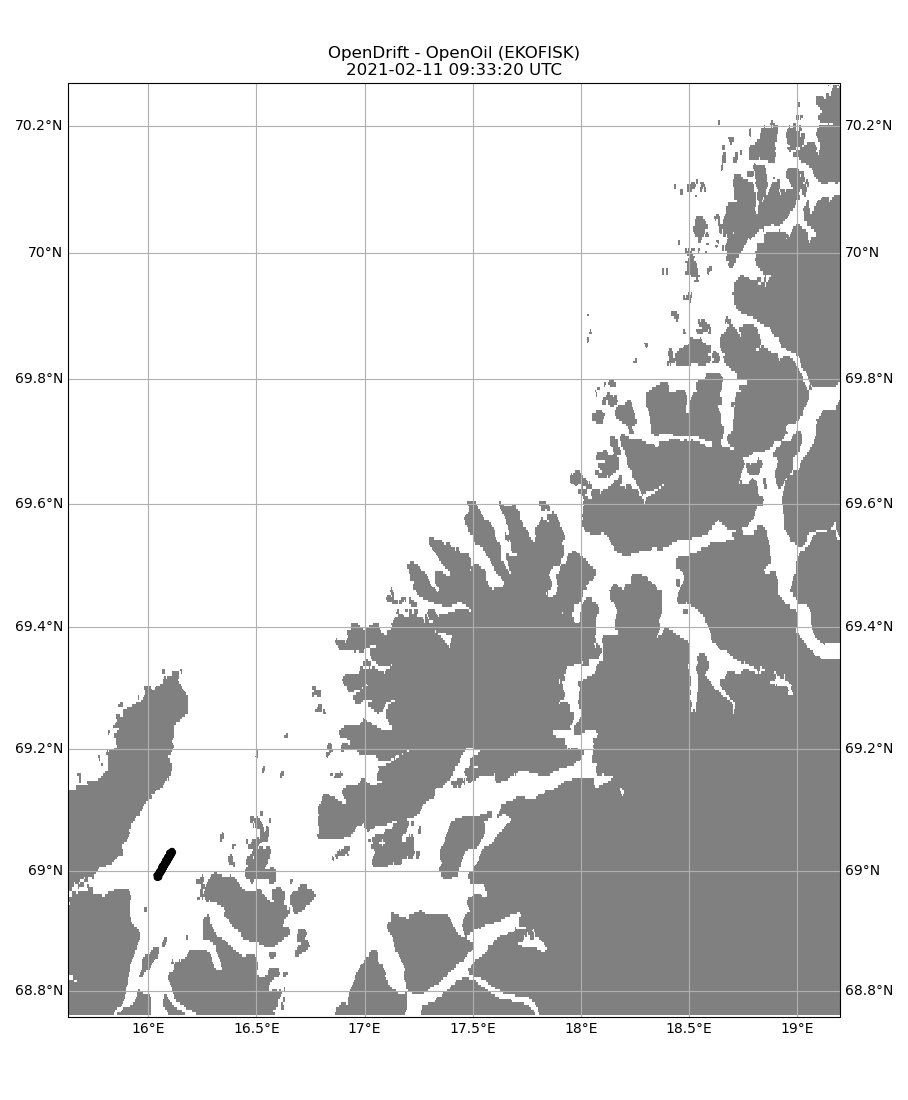 OpenDrift - OpenOil (EKOFISK)
2021-02-11 09:33:20 UTC
70.2°N 70.2°N
70°N 70°N
69.8°N 69.8°N
69.6°N 69.6°N
69.4°N 69.4°N
69.2°N 69.2°N
69°N 69°N
68.8°N 68.8°N
16°E 16.5°E 17°E 17.5°E 18°E 18.5°E 19°E